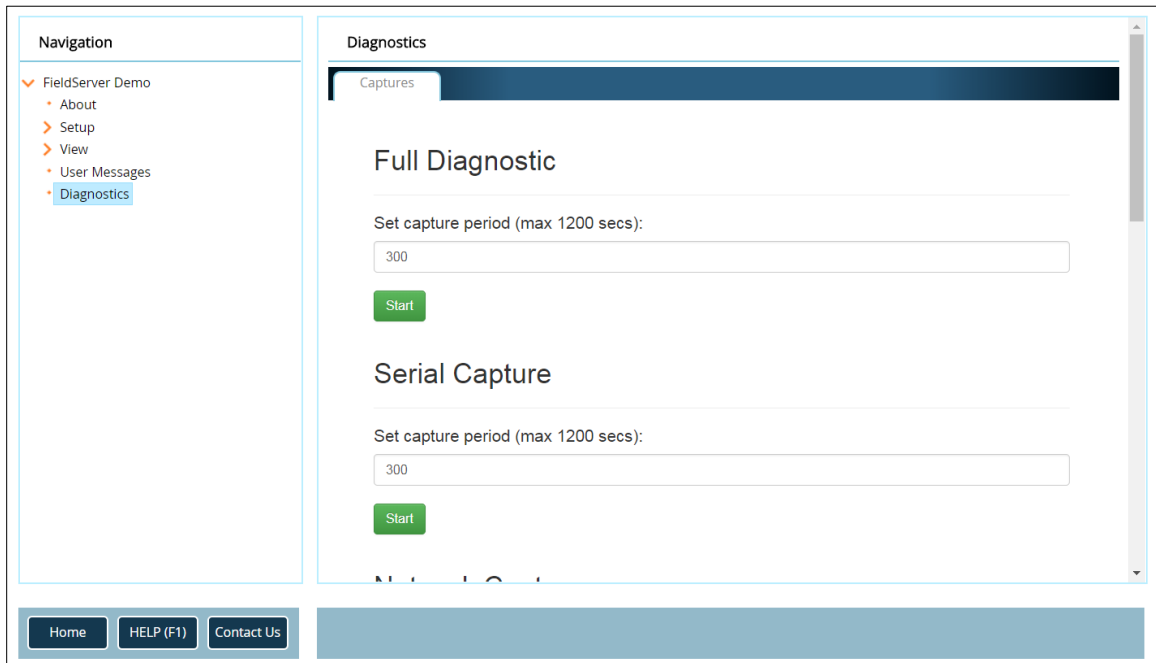 Navigation
FieldServer Demo
About
Setup
View
User Messages
Diagnostics
Diagnostics
Captures
Full Diagnostic
Set capture period (max 1200 secs):
300
Start
Serial Capture
Set capture period (max 1200 secs):
300
Start
Home
HELP (F1)
Contact Us